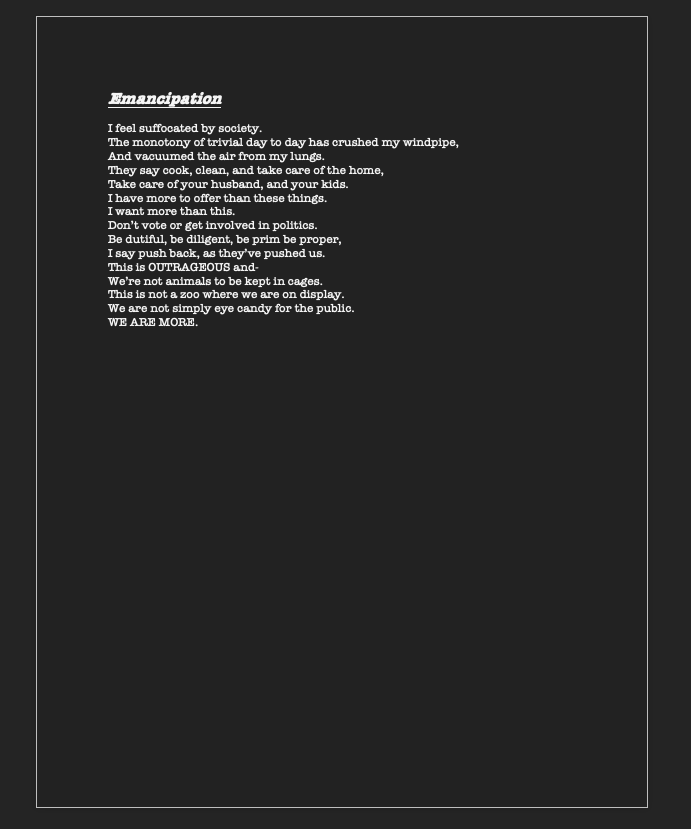 Emancipation
I feel suffocated by society.
The monotony of trivial day to day has crushed my windpipe,
And vacuumed the air from my lungs.
They say cook, clean, and take care of the home,
Take care of your husband, and your kids.
I have more to offer than these things.
I want more than this.
Don't vote or get involved in politics.
Be dutiful, be diligent, be prim be proper,
I say push back, as they've pushed us.
This is OUTRAGEOUS and-
We're not animals to be kept in cages.
This is not a zoo where we are on display.
We are not simply eye candy for the public.
WE ARE MORE.